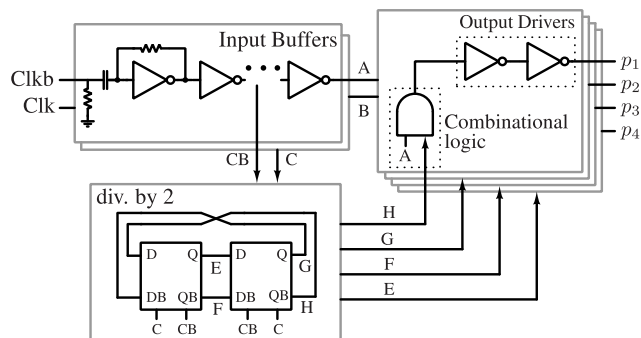 Output Drivers
Input Buffers
Clkb
Clk
A
B
p1
p2
p3
p4
A
Combinational
logic
CB
C
div. by 2
H
G
F
E
D
Q
E
D
Q
G
DB
QB
F
DB
QB
H
C
CB
CB
C